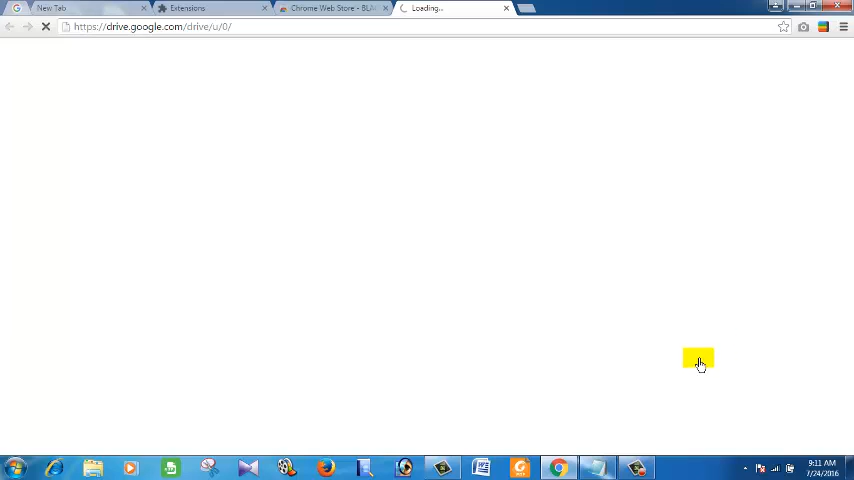 New Tab
Extensions
Chrome Web Store - BLA
Loading...
https://drive.google.com/drive/u/0/
9:11 AM
7/24/2016